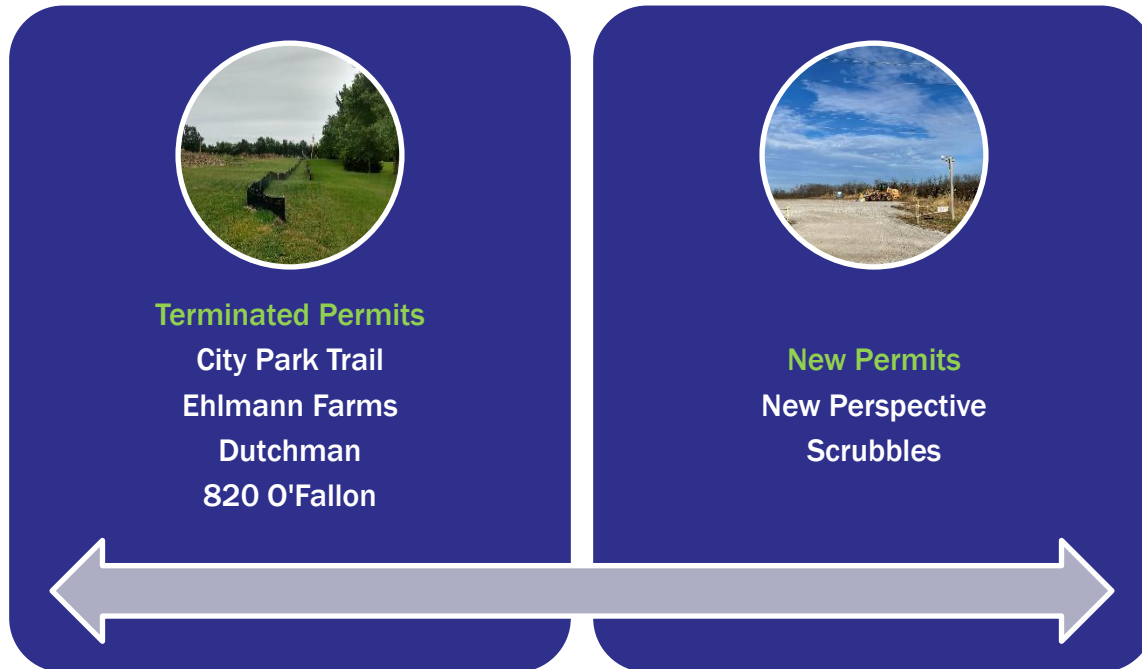 Terminated Permits
City Park Trail
Ehlmann Farms
Dutchman
820 O'Fallon
New Permits
New Perspective
Scrubbles